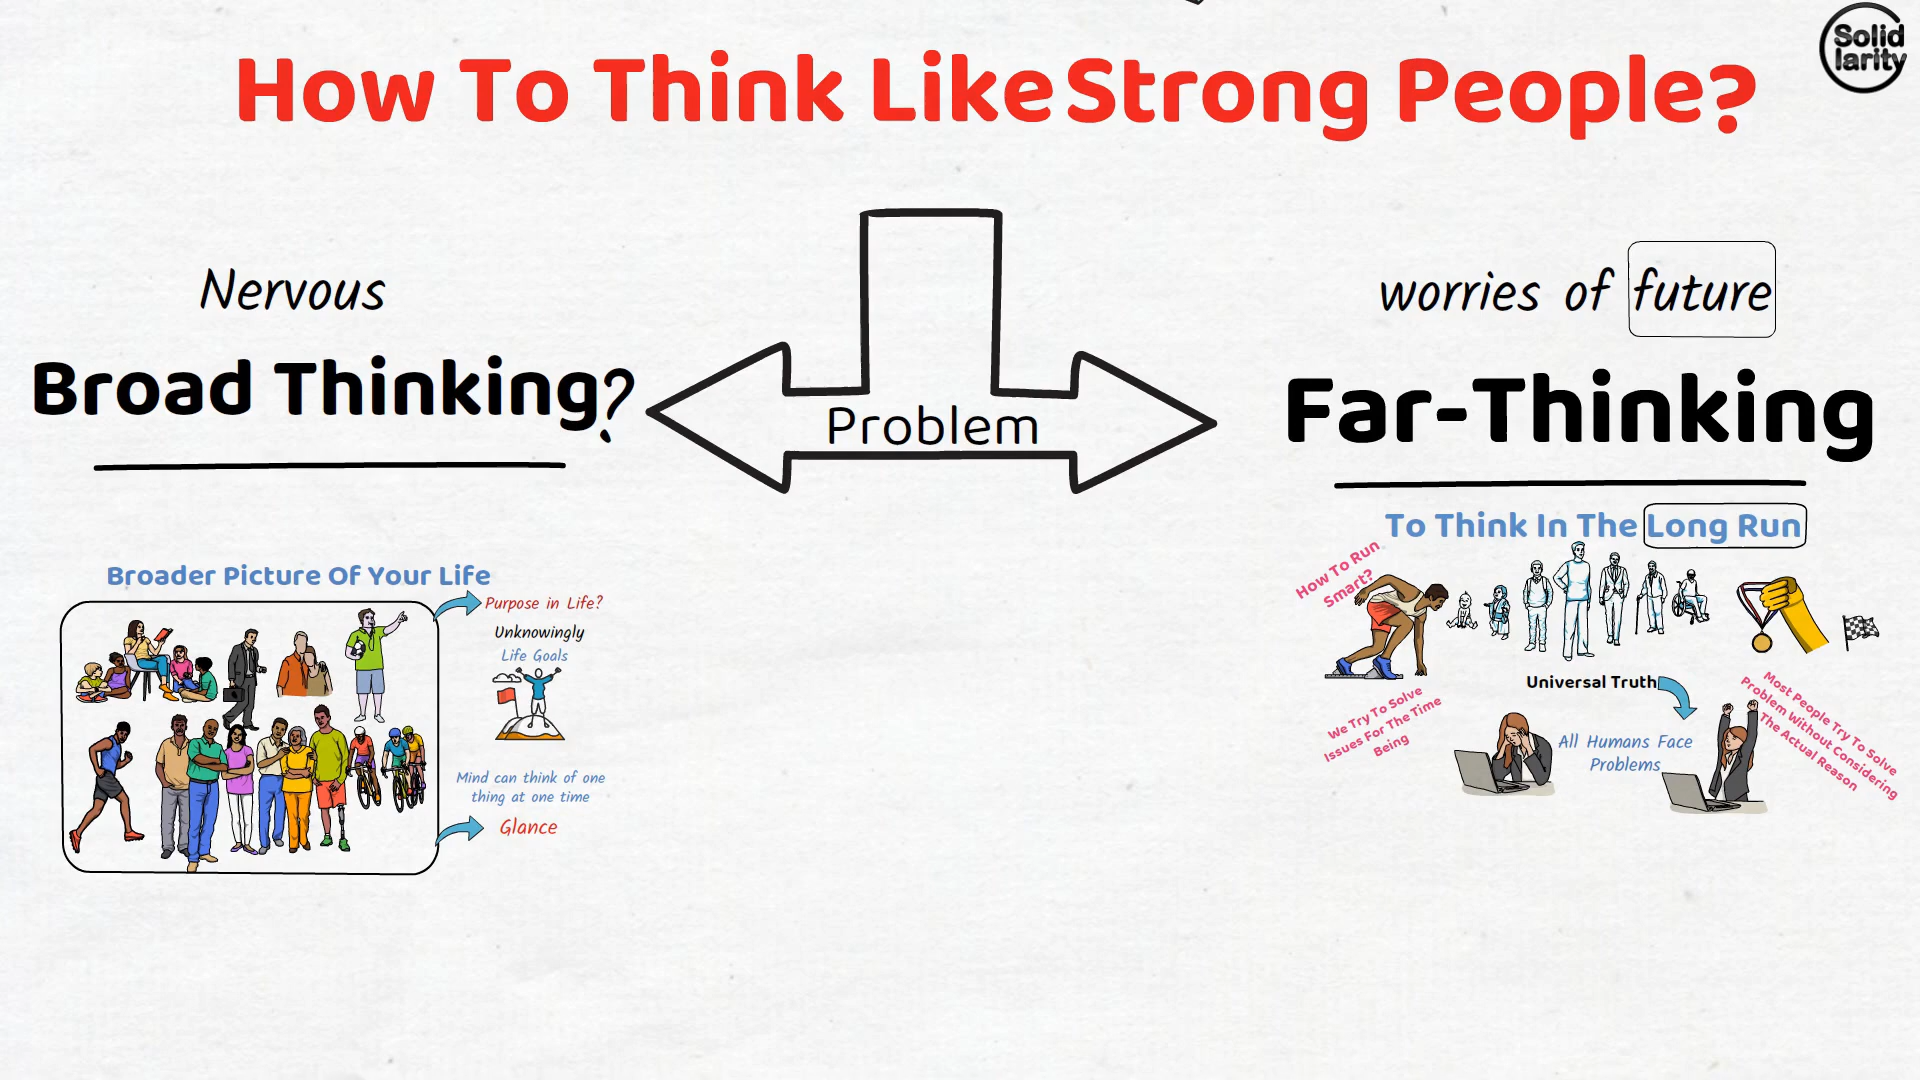 Solid
larity
How To Think Like Strong People?
Nervous
Broad Thinking?
Problem
worries of future
Far-Thinking
Broader Picture Of Your Life
Purpose in Life?
Unknowingly
Life Goals
Mind can think of one
thing at one time
Glance
To Think In The Long Run
How To Run
Smart?
We Try To Solve
Issues For The Time
Being
Universal Truth
All Humans Face
Problems
Most People Try To Solve
Problem Without Considering
The Actual Reason